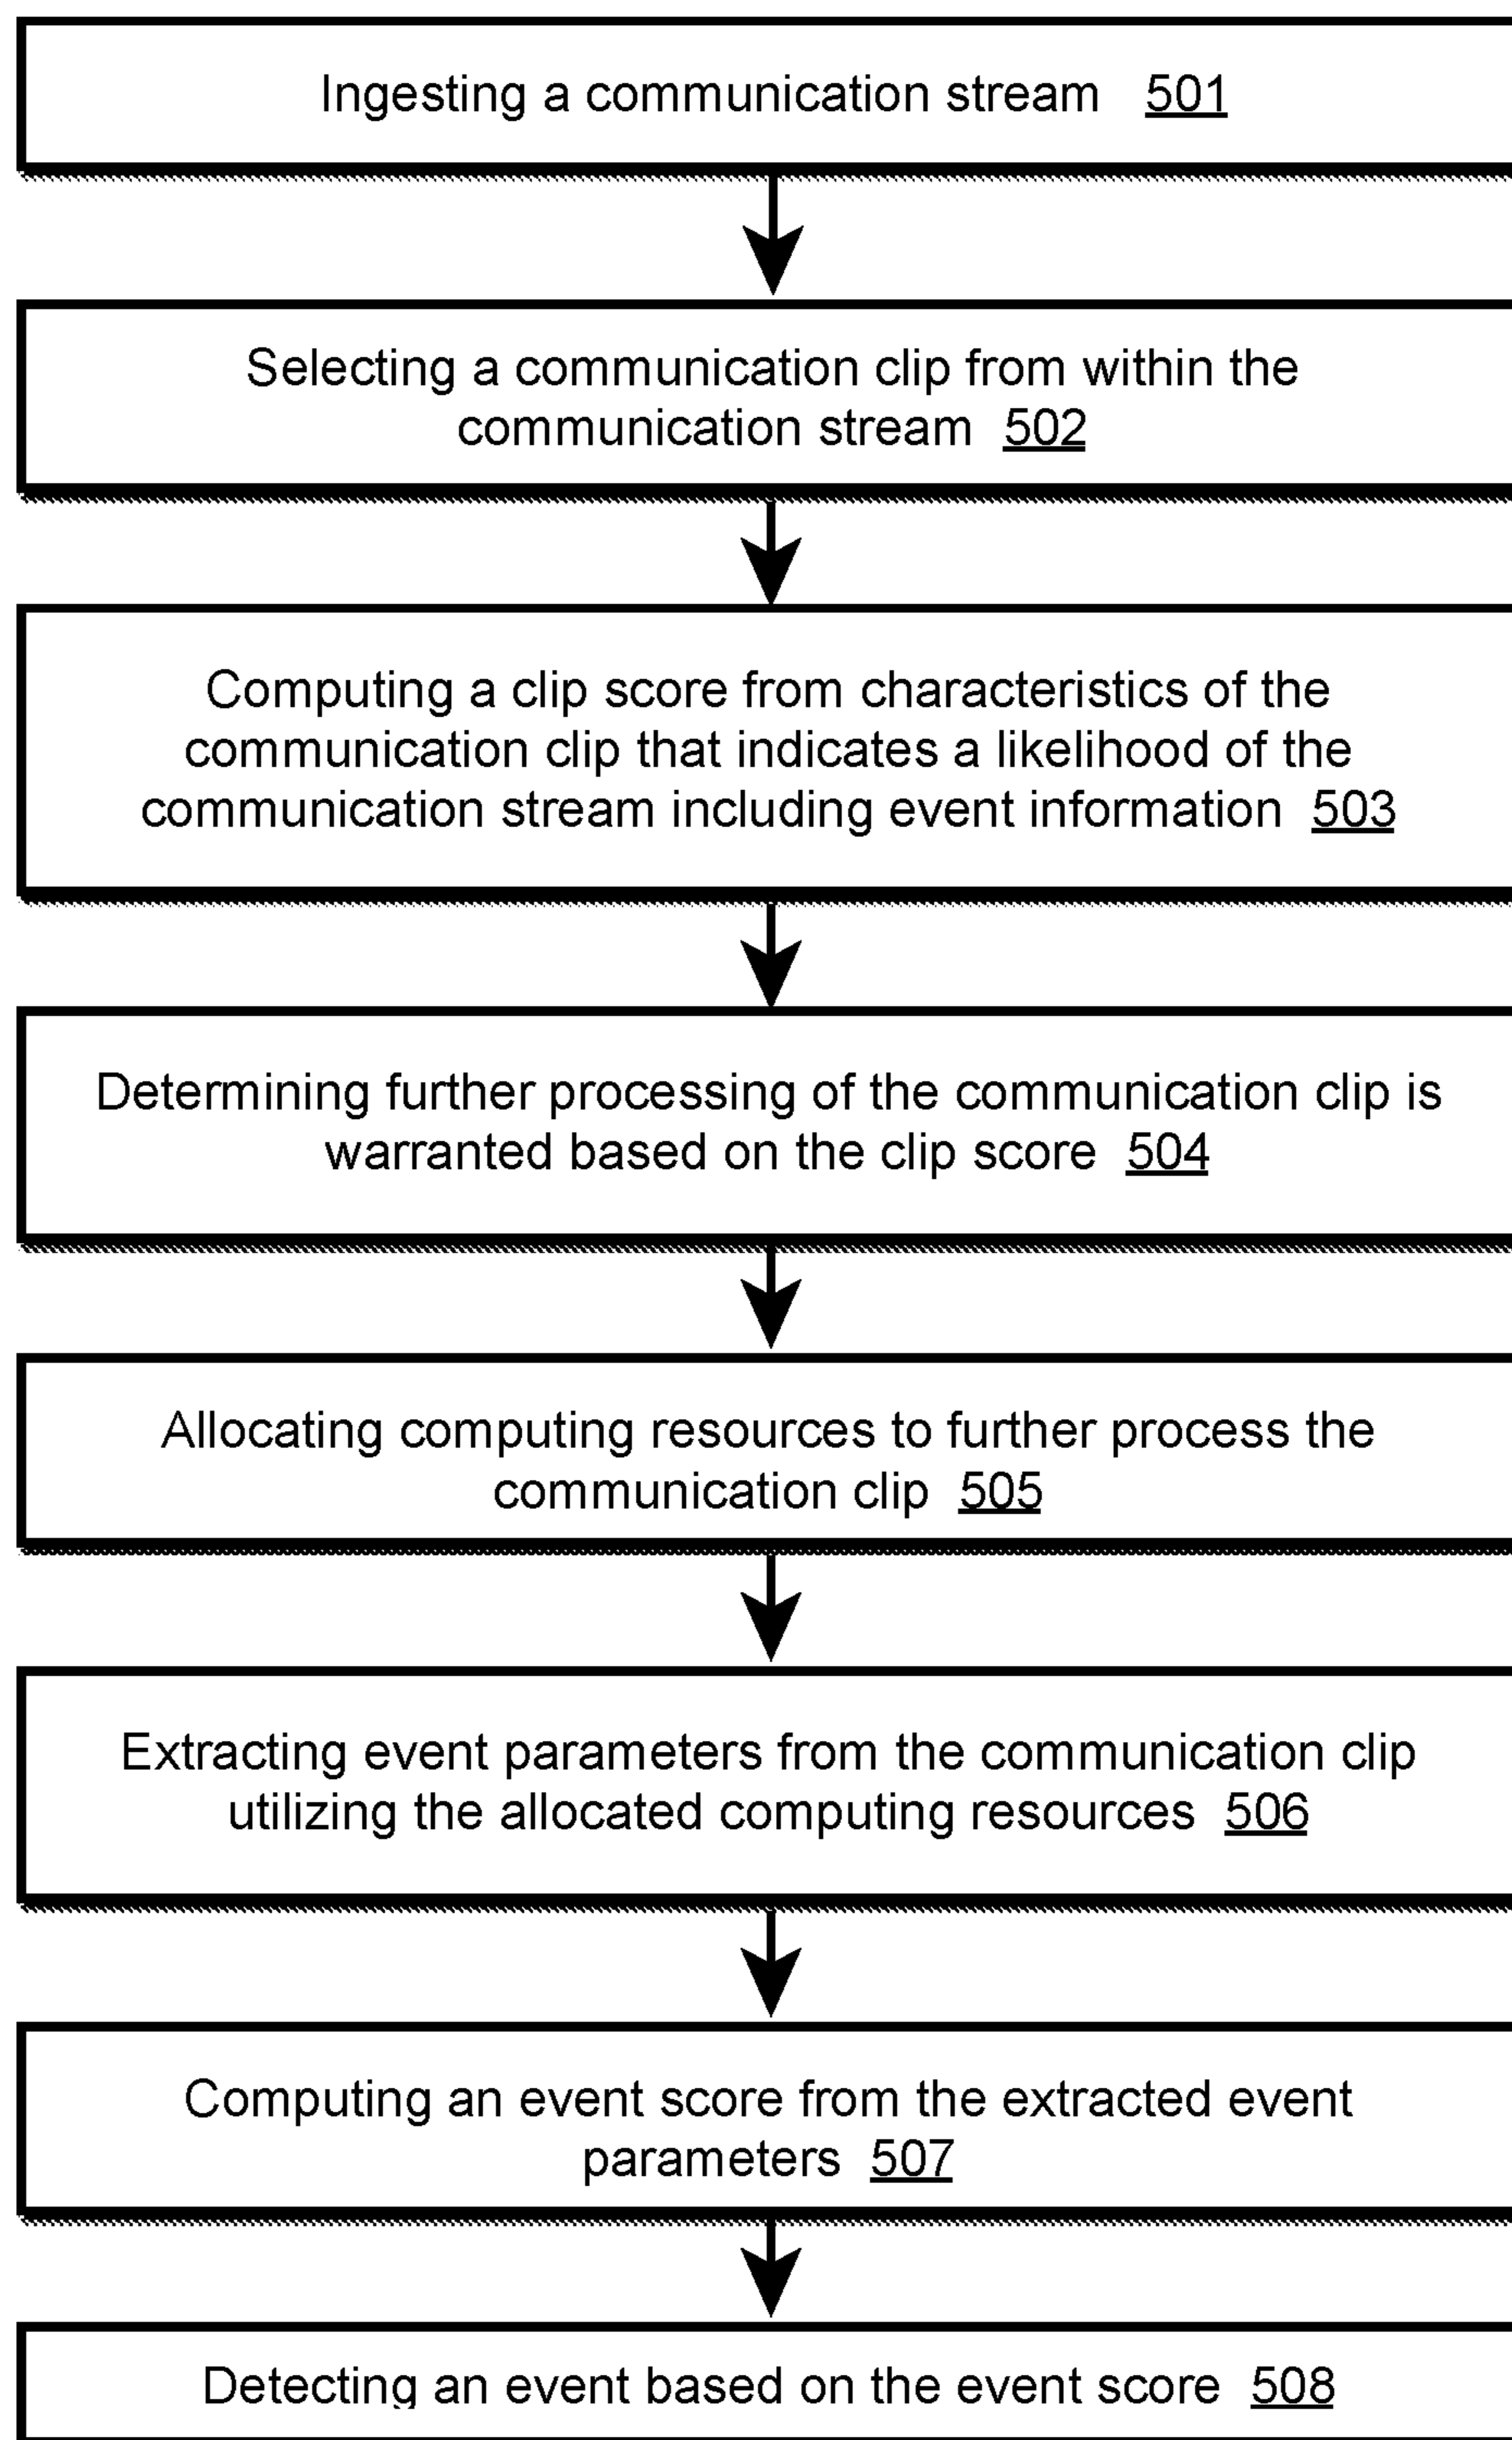 Ingesting a communication stream 501
Selecting a communication clip from within the
communication stream 502
Computing a clip score from characteristics of the
communication clip that indicates a likelihood of the
communication stream including event information 503
Determining further processing of the communication clip is
warranted based on the clip score 504
Allocating computing resources to further process the
communication clip 505
Extracting event parameters from the communication clip
utilizing the allocated computing resources 506
Computing an event score from the extracted event
parameters 507
Detecting an event based on the event score 508